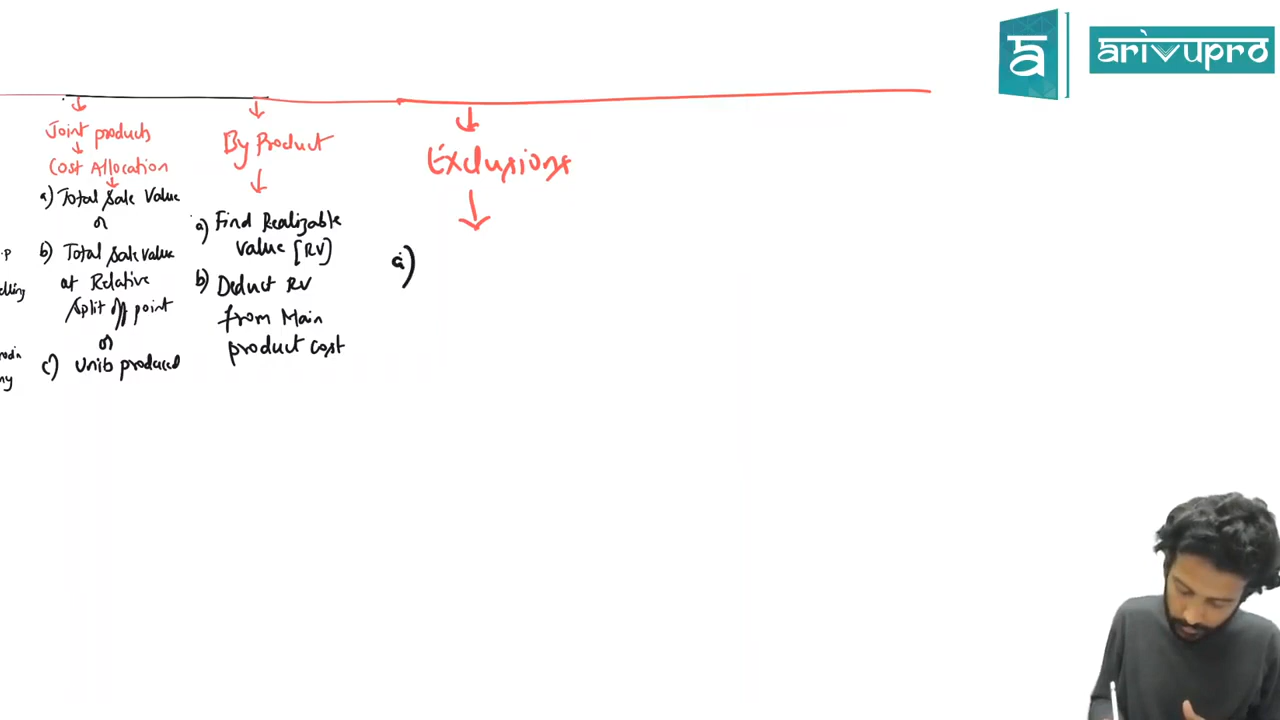 arivupro
Joint products
Cost Allocation
a) Total Sale Value
or
b) Total Sale Value
at Relative
Split off point
or
c) Units produced
By Product
a) Find Realizable
Value [RV]
b) Deduct RV
from Main
product cost
Exclusions
a)